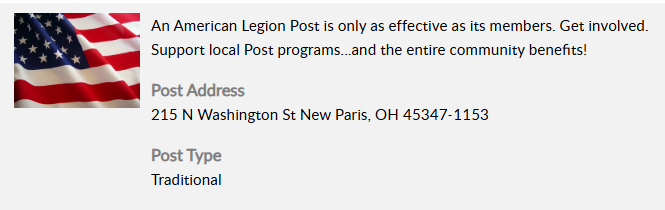 An American Legion Post is only as effective as its members. Get involved.
Support local Post programs...and the entire community benefits!
Post Address
215 N Washington St New Paris, OH 45347-1153
Post Type
Traditional